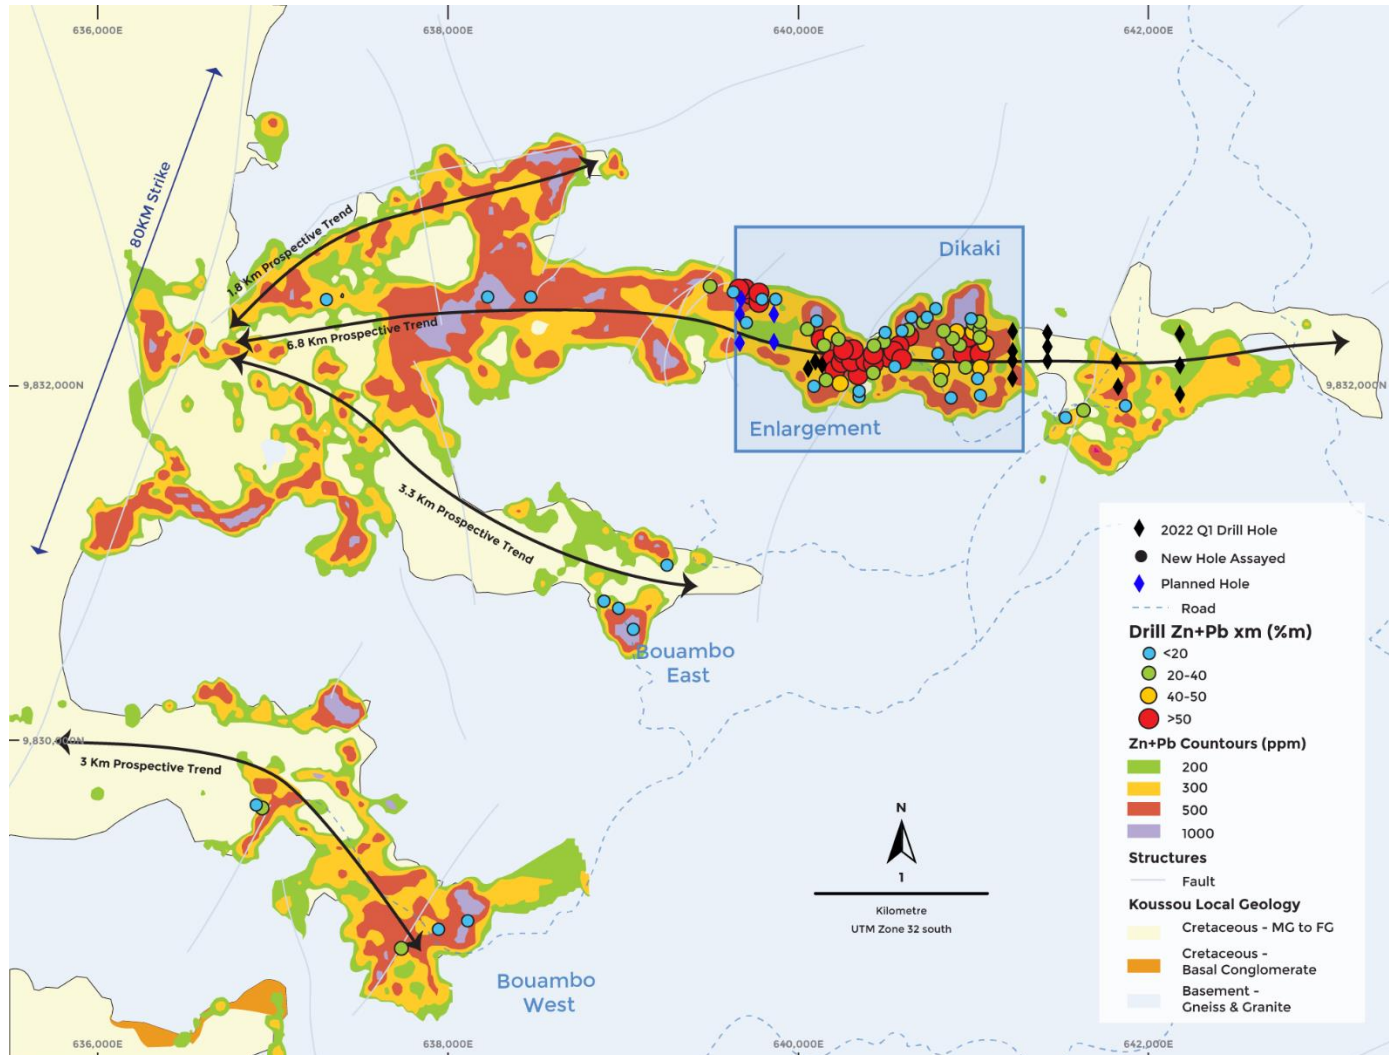 636,000E
638,000E
640,000E
642,000E
80KM Strike
1.8 Km Prospective Trend
Dikaki
6.8 Km Prospective Trend
9,832,000N
9,832,000N
Enlargement
3.3 Km Prospective Trend
Bouambo
East
9,830,000N
3 Km Prospective Trend
Bouambo
West
N
1
Kilometre
UTM Zone 32 south
2022 Q1 Drill Hole
New Hole Assayed
Planned Hole
Road
Drill Zn+Pb xm (%m)
<20
20-40
40-50
>50
Zn+Pb Countours (ppm)
200
300
500
1000
Structures
Fault
Koussou Local Geology
Cretaceous - MG to FG
Cretaceous -
Basal Conglomerate
Basement -
Gneiss & Granite
636,000E
638,000E
640,000E
642,000E